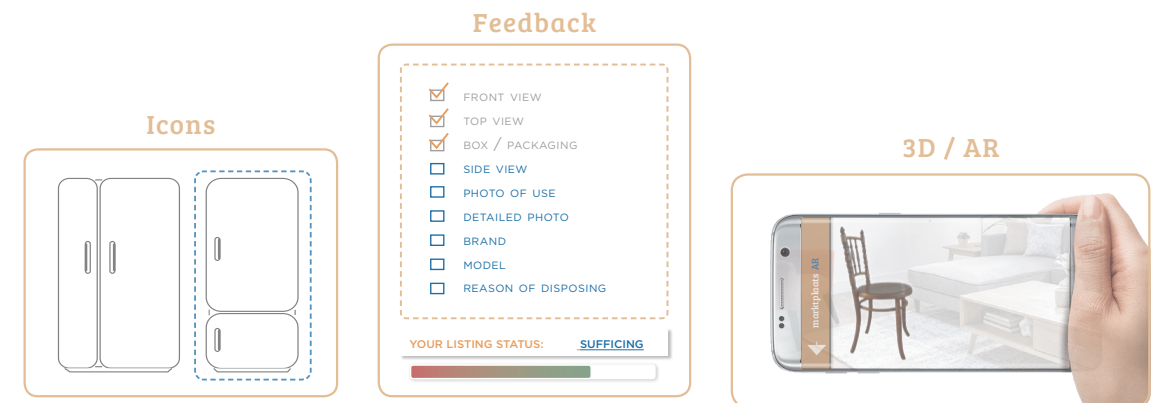 Icons
Feedback
FRONT VIEW
TOP VIEW
BOX / PACKAGING
SIDE VIEW
PHOTO OF USE
DETAILED PHOTO
BRAND
MODEL
REASON OF DISPOSING
YOUR LISTING STATUS: SUFFICING
3D / AR
marktplaats AR